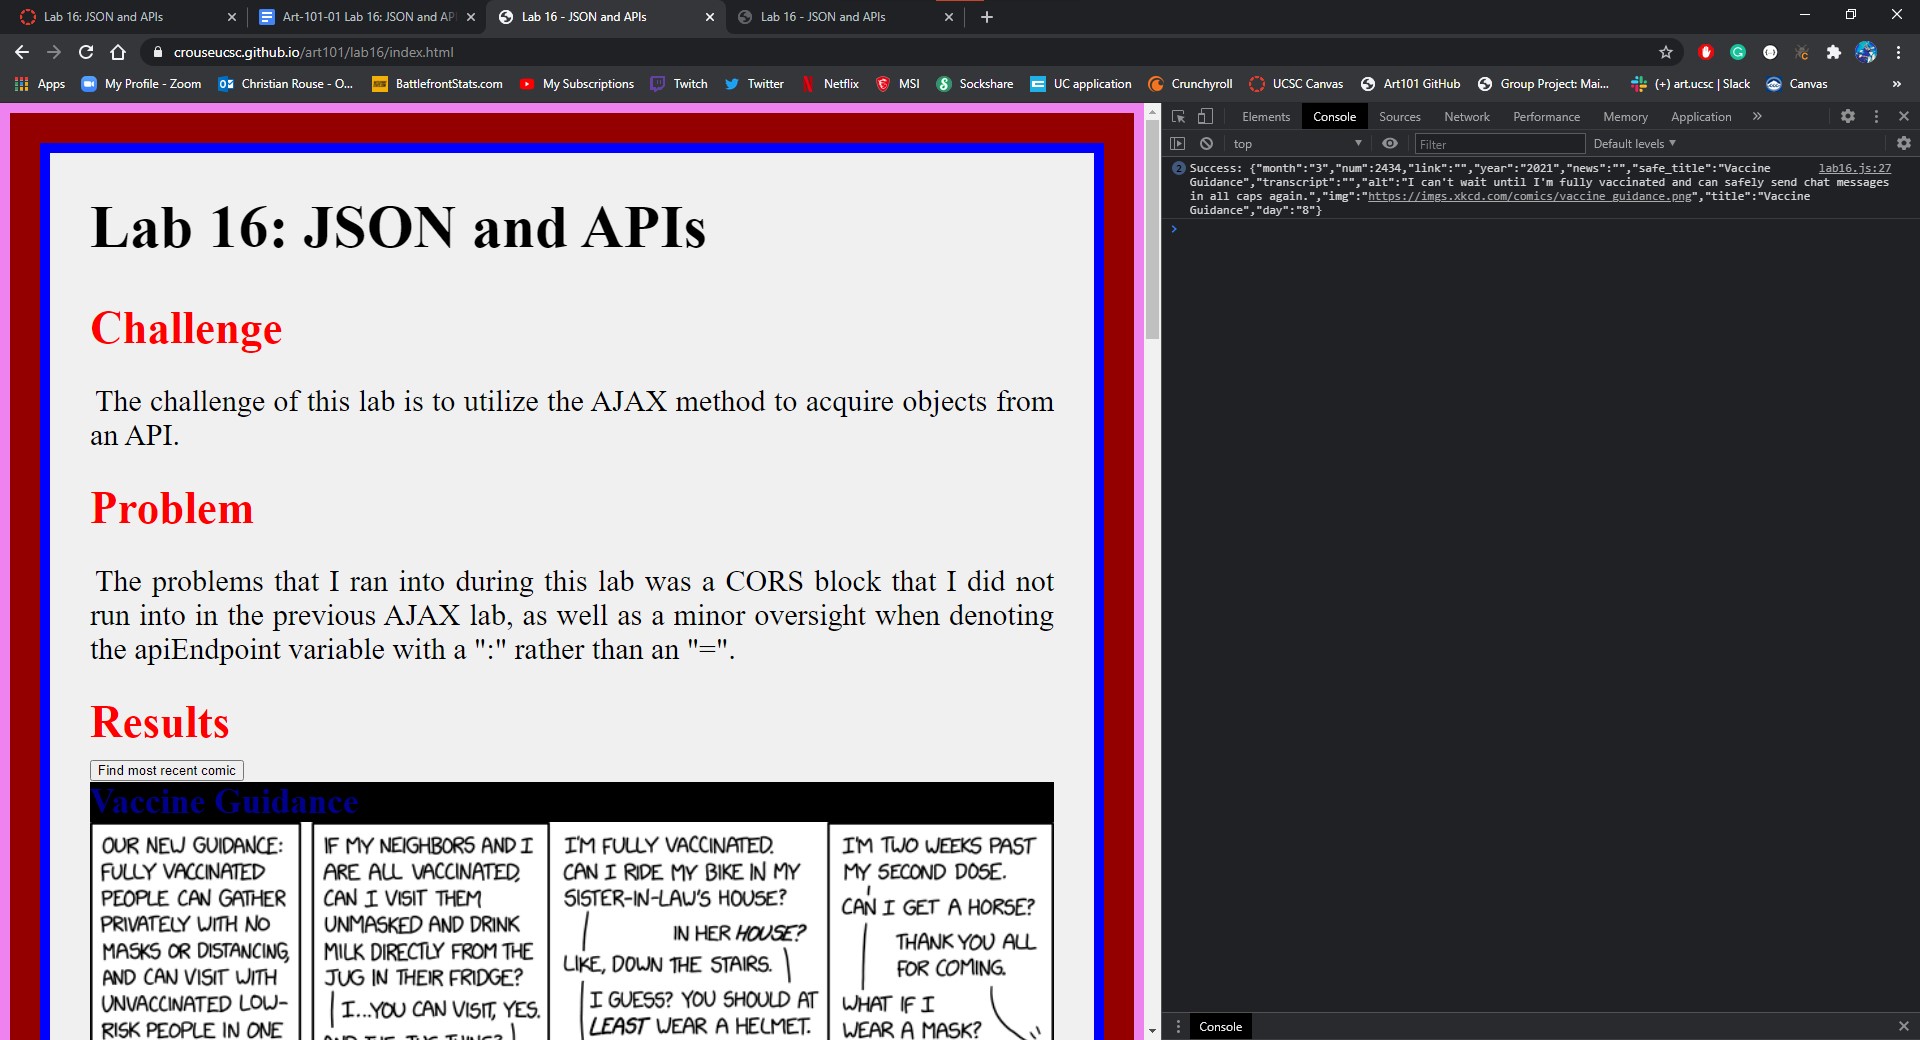 Lab 16: JSON and APIs
Art-101-01 Lab 16: JSON and AP
Lab 16 - JSON and APIs
Lab 16 - JSON and APIs
crouseucsc.github.io/art101/lab16/index.html
Apps
My Profile - Zoom
Christian Rouse - O...
BattlefrontStats.com
My Subscriptions
Twitch
Twitter
Netflix
MSI
Sockshare
UC application
Crunchyroll
UCSC Canvas
Art101 GitHub
Group Project: Mai...
(+) art.ucsc | Slack
Canvas
»
Lab 16: JSON and APIs
Challenge
The challenge of this lab is to utilize the AJAX method to acquire objects from
an API.
Problem
The problems that I ran into during this lab was a CORS block that I did not
run into in the previous AJAX lab, as well as a minor oversight when denoting
the apiEndpoint variable with a ":" rather than an "=".
Results
Find most recent comic
Vaccine Guidance
OUR NEW GUIDANCE:
FULLY VACCINATED
PEOPLE CAN GATHER
PRIVATELY WITH NO
MASKS OR DISTANCING,
AND CAN VISIT WITH
UNVACCINATED LOW-
RISK PEOPLE IN ONE
IF MY NEIGHBORS AND I
ARE ALL VACCINATED,
CAN I VISIT THEM
UNMASKED AND DRINK
MILK DIRECTLY FROM THE
JUG IN THEIR FRIDGE?
I...YOU CAN VISIT, YES.
I'M FULLY VACCINATED.
CAN I RIDE MY BIKE IN MY
SISTER-IN-LAW'S HOUSE?
IN HER HOUSE?
LIKE, DOWN THE STAIRS.
I GUESS? YOU SHOULD AT
LEAST WEAR A HELMET.
I'M TWO WEEKS PAST
MY SECOND DOSE.
CAN I GET A HORSE?
THANK YOU ALL
FOR COMING.
WHAT IF I
WEAR A MASK?
Elements
Console
Sources
Network
Performance
Memory
Application
»
top
Filter
Default levels
2
Success: {"month":"3","num":2434,"link":"","year":"2021","news":"","safe_title":"Vaccine
lab16.js:27
Guidance","transcript":"","alt":"I can't wait until I'm fully vaccinated and can safely send chat messages
in all caps again.","img":"https://imgs.xkcd.com/comics/vaccine_guidance.png","title":"Vaccine
Guidance","day":"8"}
Console